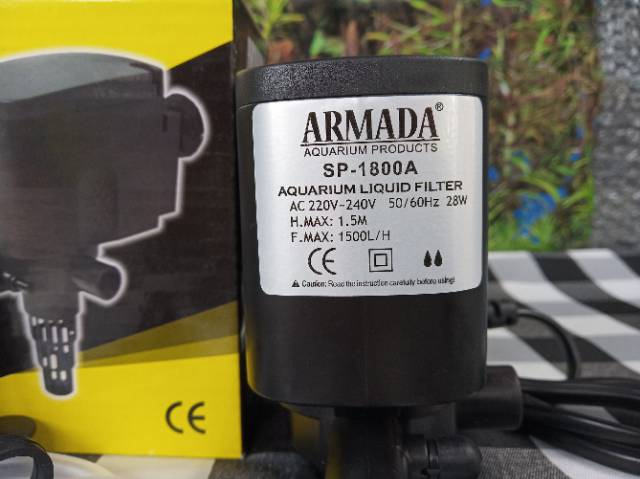 ARMADA®
AQUARIUM PRODUCTS
SP-1800A
AQUARIUM LIQUID FILTER
AC 220V~240V 50/60Hz 28W
H.MAX: 1.5M
F.MAX: 1500L/H
CE
Caution: Read the instruction carefully before using!
CE